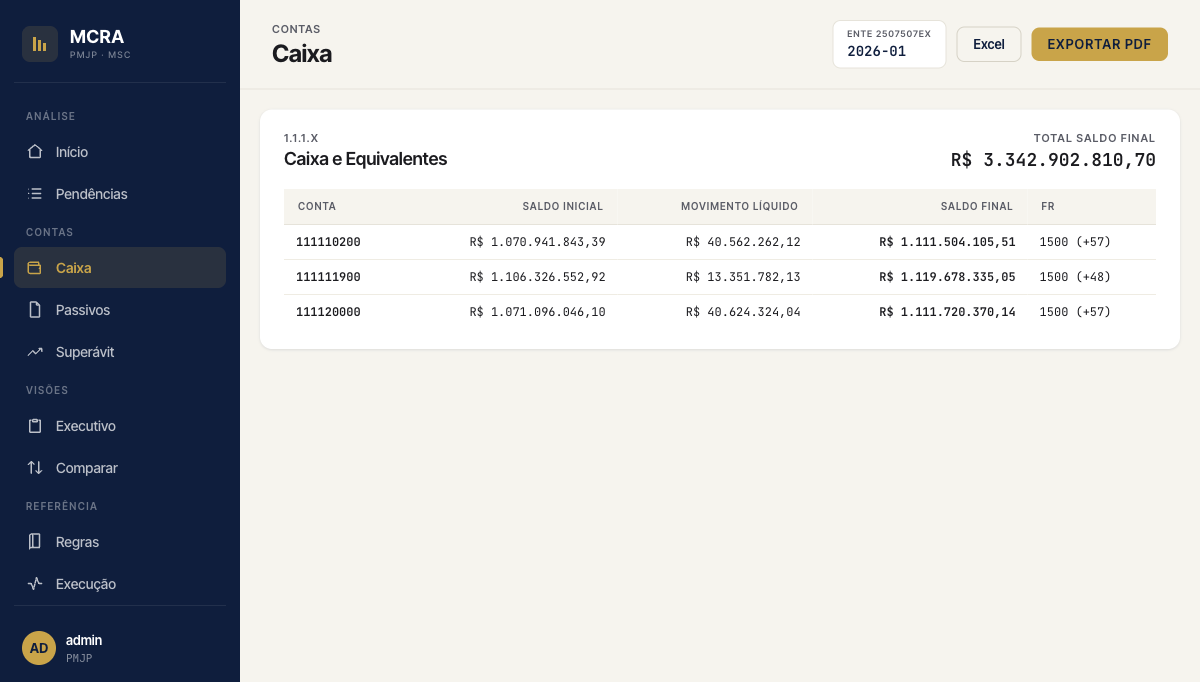 MCRA
PMJP · MSC
ANÁLISE
Início
Pendências
CONTAS
Caixa
Passivos
Superávit
VISÕES
Executivo
Comparar
REFERÊNCIA
Regras
Execução
AD
admin
PMJP
CONTAS
Caixa
ENTE 2507507EX
2026-01
Excel
EXPORTAR PDF
1.1.1.X
Caixa e Equivalentes
TOTAL SALDO FINAL
R$ 3.342.902.810,70
CONTA SALDO INICIAL MOVIMENTO LÍQUIDO SALDO FINAL FR
111110200 R$ 1.070.941.843,39 R$ 40.562.262,12 R$ 1.111.504.105,51 1500 (+57)
111111900 R$ 1.106.326.552,92 R$ 13.351.782,13 R$ 1.119.678.335,05 1500 (+48)
111120000 R$ 1.071.096.046,10 R$ 40.624.324,04 R$ 1.111.720.370,14 1500 (+57)